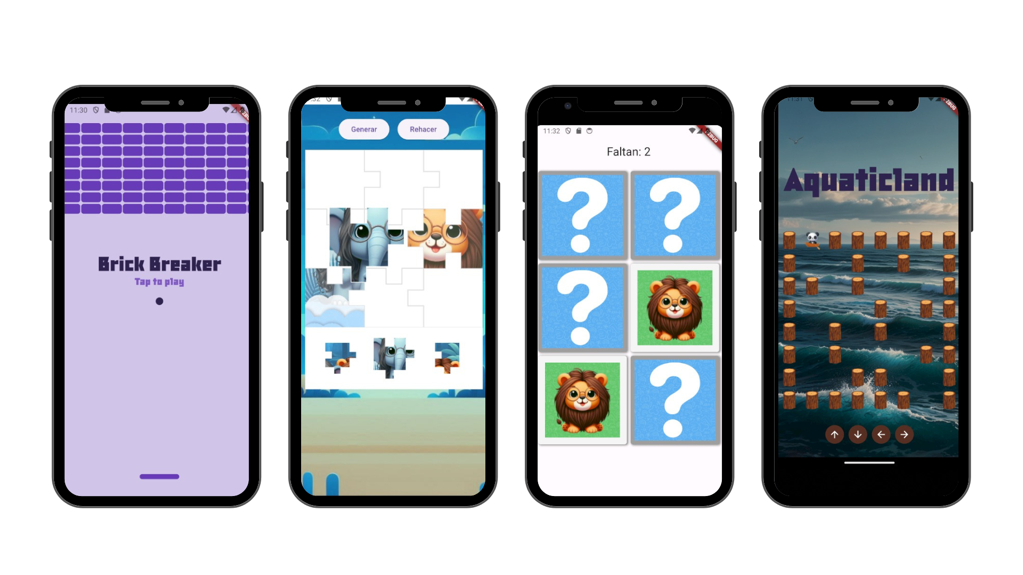 11:30
Brick Breaker
Tap to play
Generar
Rehacer
11:32
Faltan: 2
?
?
?
?
Aquaticland